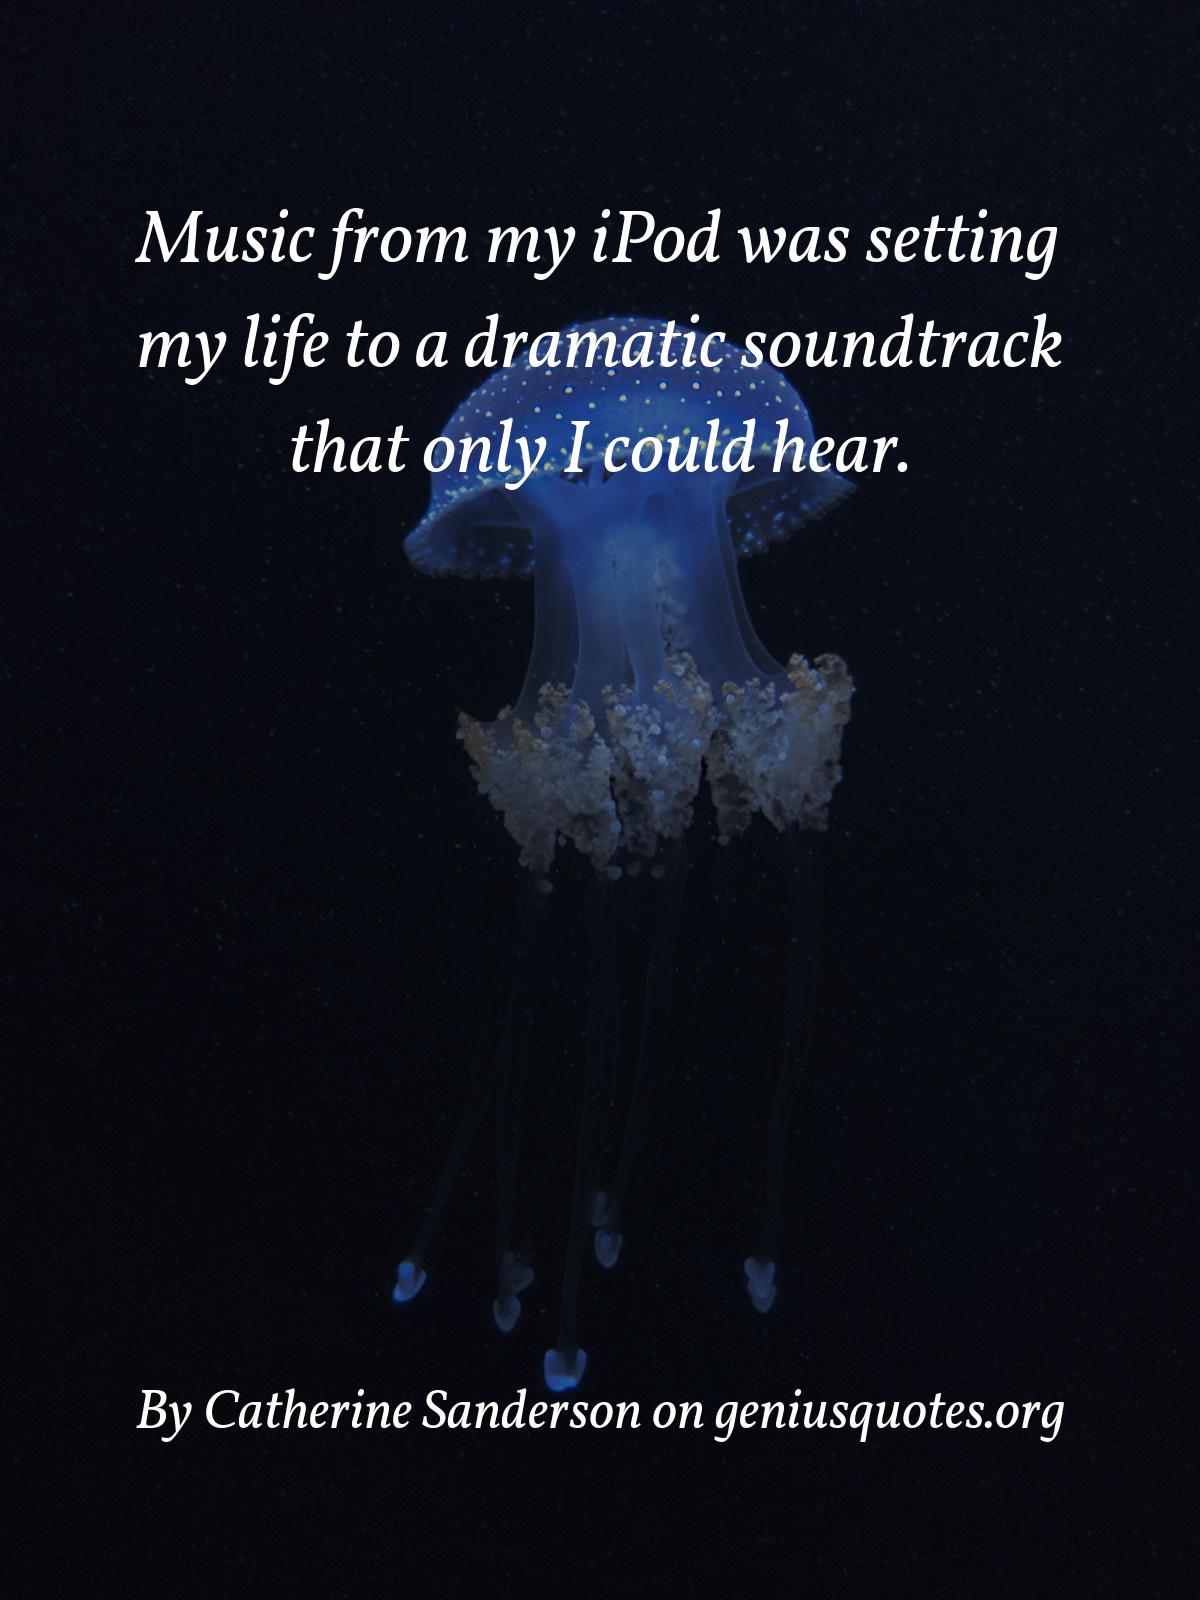 Music from my iPod was setting
my life to a dramatic soundtrack
that only I could hear.
By Catherine Sanderson on geniusquotes.org